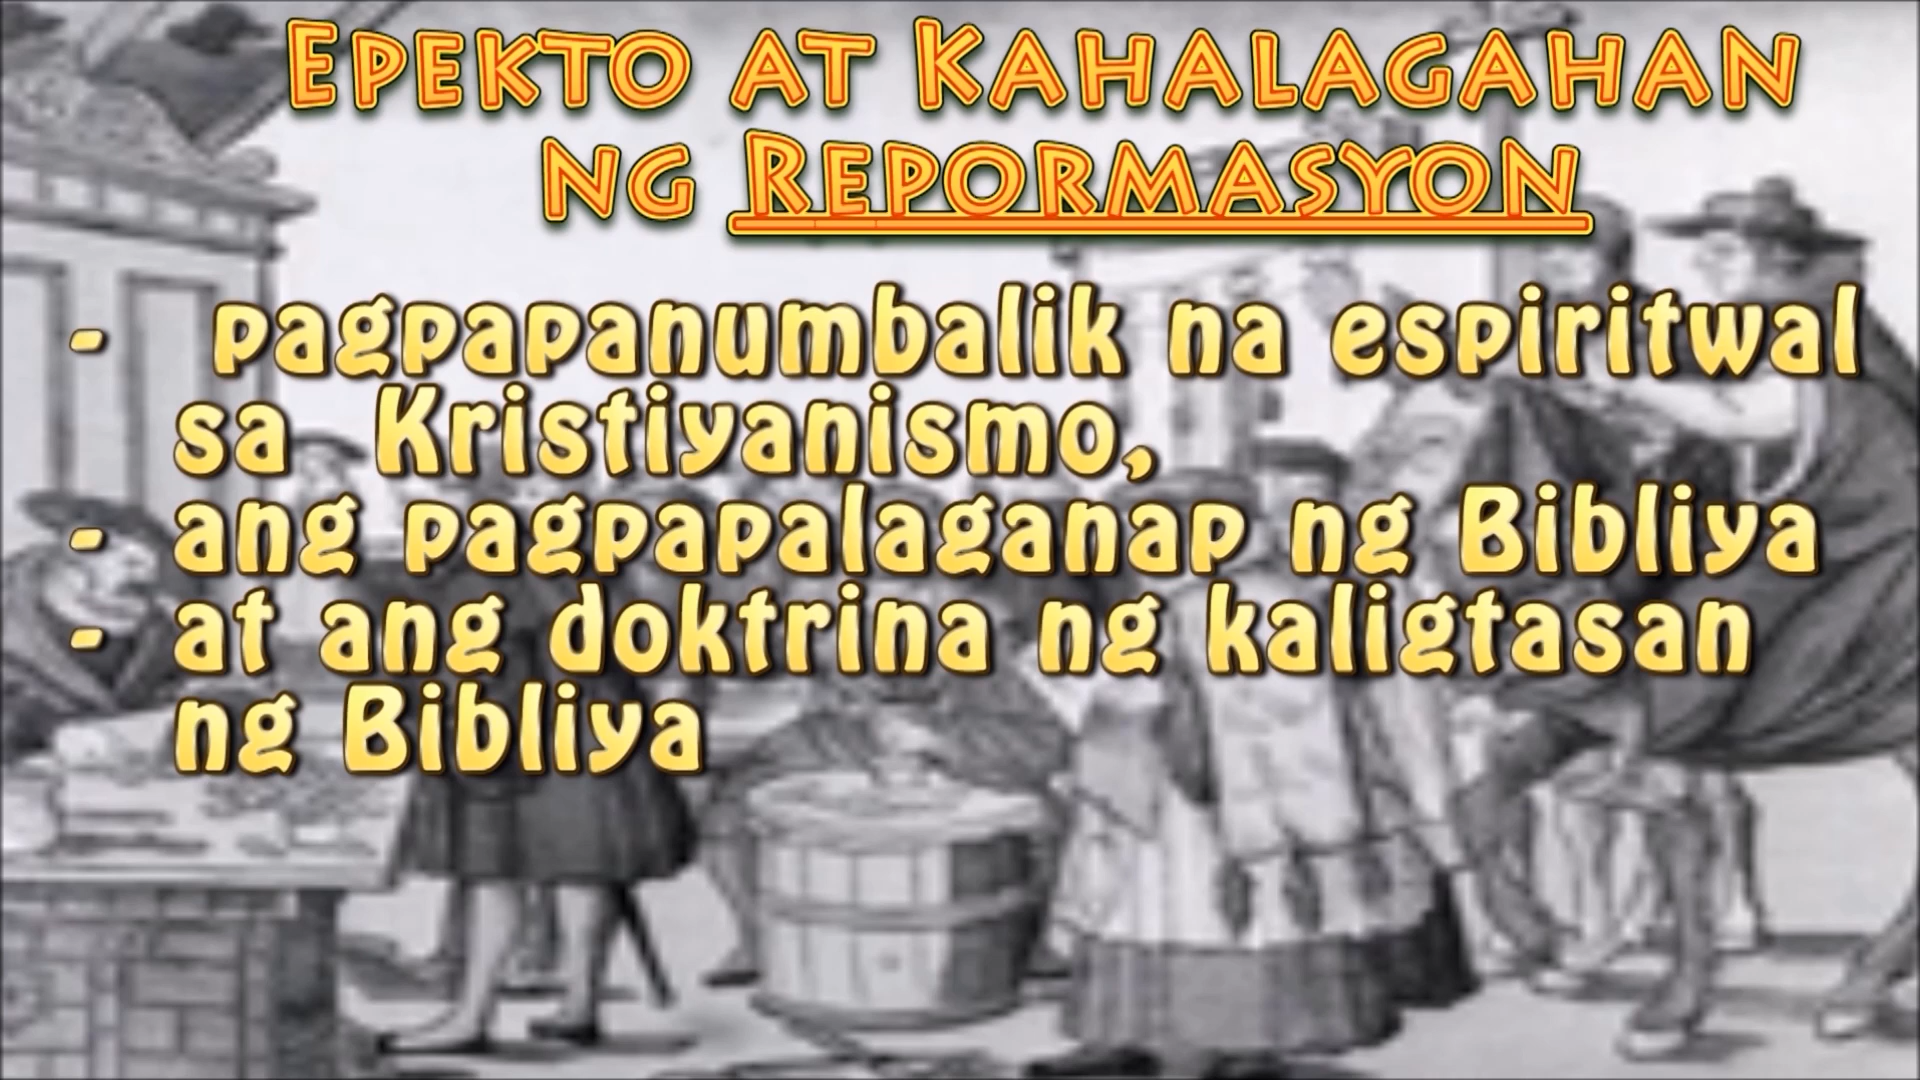 Epekto at Kahalagahan
ng Repormasyon
- pagpapanumbalik na espiritwal
sa Kristiyanismo,
- ang pagpapalaganap ng Bibliya
- at ang doktrina ng kaligtasan
ng Bibliya